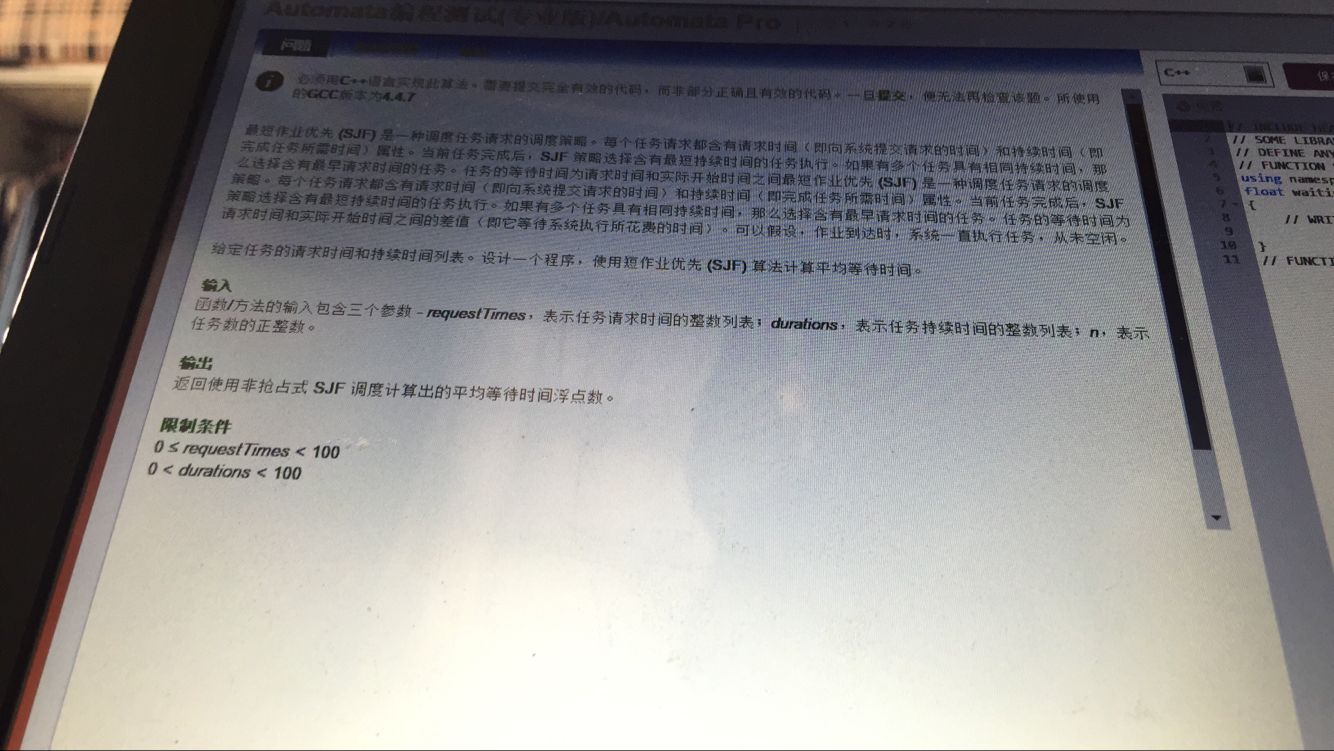 Automata编程测试(专业版)/Automata Pro
问题
必须用C++语言实现此算法。需要提交完全有效的代码，而非部分正确且有效的代码。一旦提交，便无法再检查该题。所使用
的GCC版本为4.4.7
最短作业优先 (SJF) 是一种调度任务请求的调度策略。每个任务请求都含有请求时间（即向系统提交请求的时间）和持续时间（即
完成任务所需时间）属性。当前任务完成后，SJF 策略选择含有最短持续时间的任务执行。如果有多个任务具有相同持续时间，那
么选择含有最早请求时间的任务。任务的等待时间为请求时间和实际开始时间之间最短作业优先 (SJF) 是一种调度任务请求的调度
策略。每个任务请求都含有请求时间（即向系统提交请求的时间）和持续时间（即完成任务所需时间）属性。当前任务完成后，SJF
策略选择含有最短持续时间的任务执行。如果有多个任务具有相同持续时间，那么选择含有最早请求时间的任务。任务的等待时间为
请求时间和实际开始时间之间的差值（即它等待系统执行所花费的时间）。可以假设，作业到达时，系统一直执行任务，从未空闲。
给定任务的请求时间和持续时间列表。设计一个程序，使用短作业优先 (SJF) 算法计算平均等待时间。
输入
函数/方法的输入包含三个参数 - requestTimes，表示任务请求时间的整数列表；durations，表示任务持续时间的整数列表；n，表示
任务数的正整数。
输出
返回使用非抢占式 SJF 调度计算出的平均等待时间浮点数。
限制条件
0 ≤ requestTimes < 100
0 < durations < 100
C++
2 // SOME LIBRA
3 // DEFINE ANY
4 // FUNCTION
5 using namesp
6 float waiti
7 {
8 // WRI
9
10 }
11 // FUNCTI